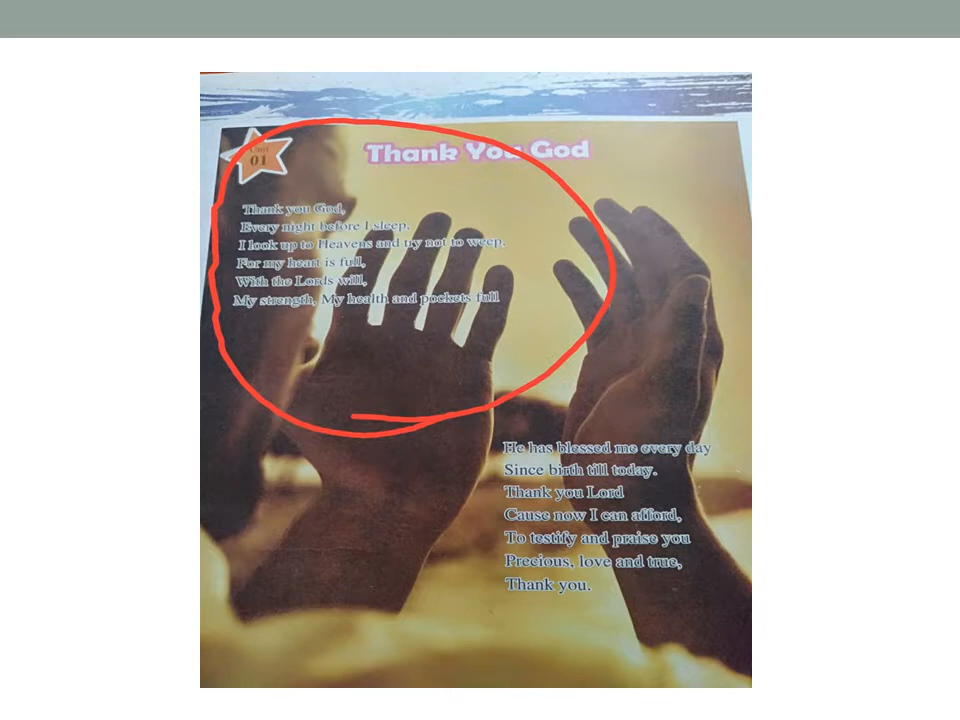 Unit
01
Thank You God
Thank you God,
Every night before I sleep,
I look up to Heavens and try not to weep,
For my heart is full,
With the Lords will,
My strength, My health and pockets full
He has blessed me every day
Since birth till today.
Thank you Lord
Cause now I can afford,
To testify and praise you
Precious, love and true,
Thank you.